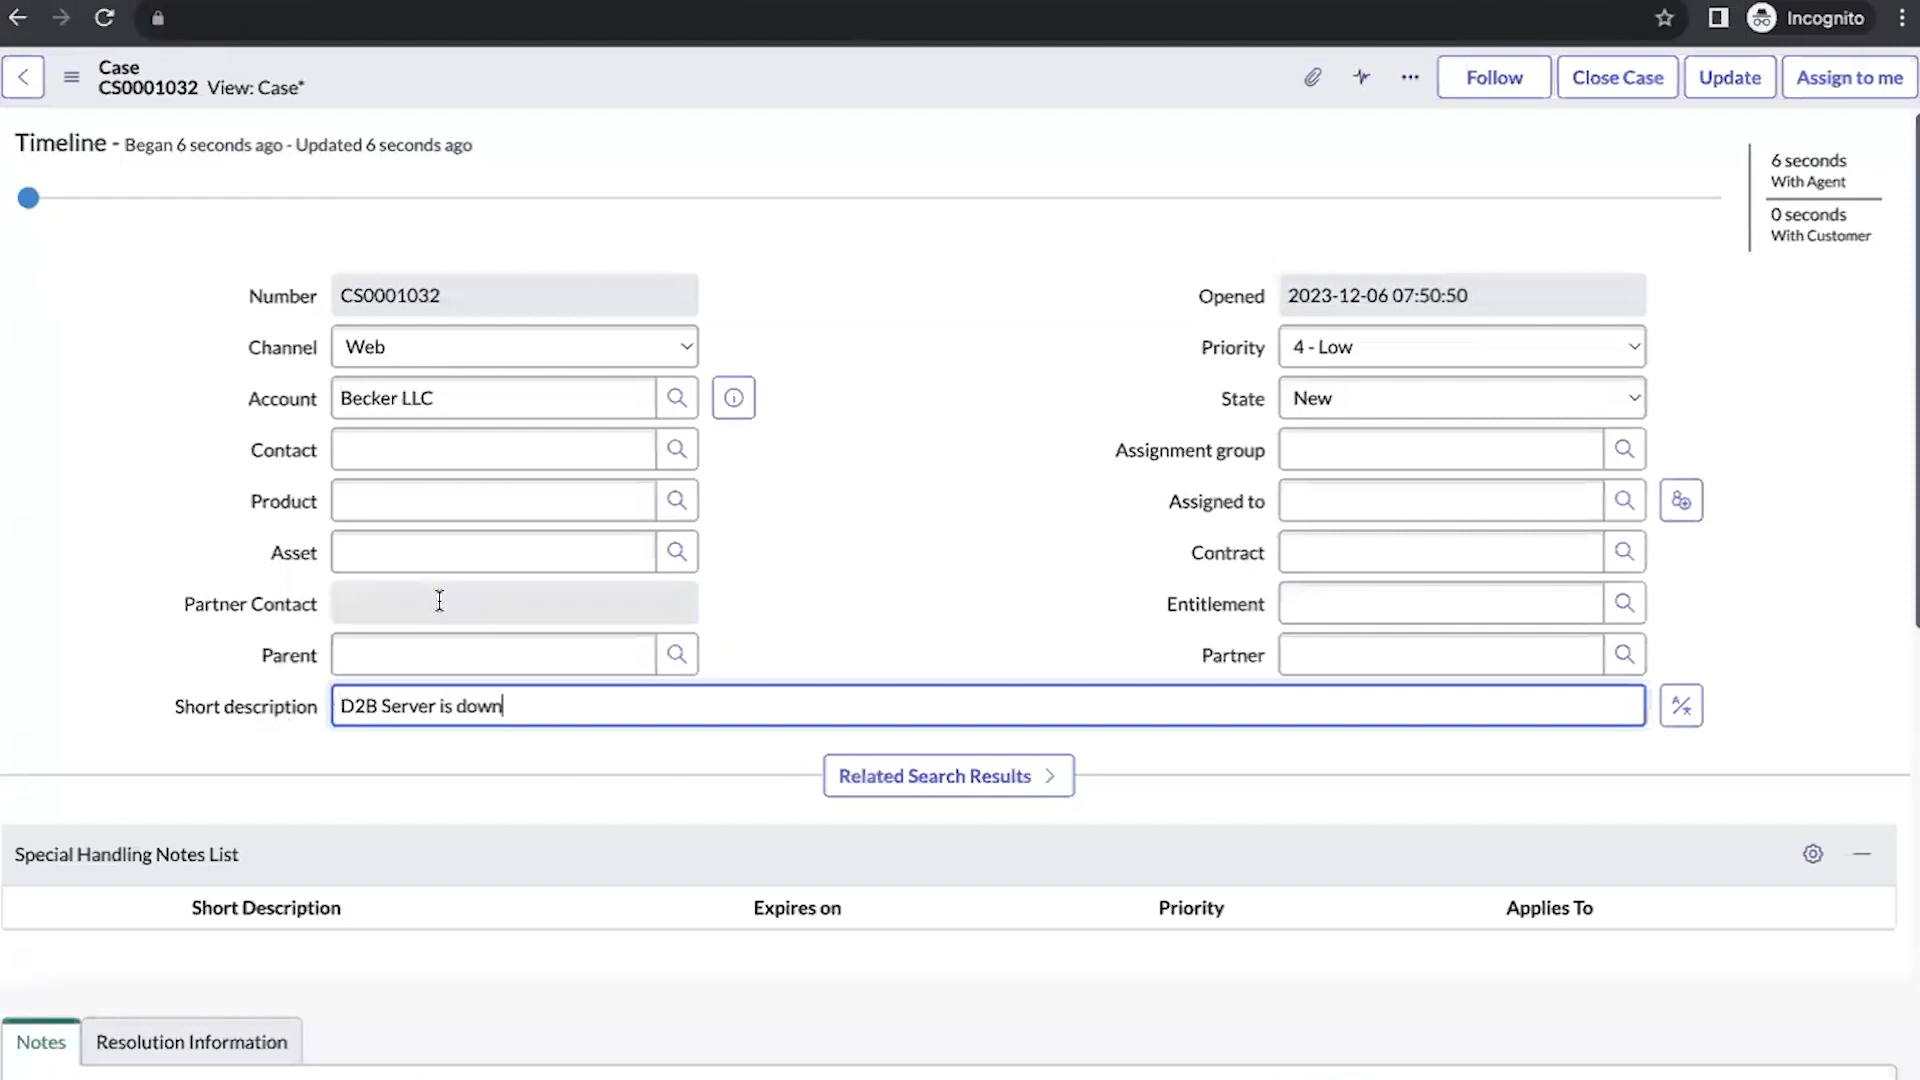 Incognito
Case
CS0001032 View: Case*
Follow
Close Case
Update
Assign to me
Timeline - Began 6 seconds ago - Updated 6 seconds ago
6 seconds
With Agent
0 seconds
With Customer
Number CS0001032
Opened 2023-12-06 07:50:50
Channel Web
Priority 4 - Low
Account Becker LLC
State New
Contact
Assignment group
Product
Assigned to
Asset
Contract
Partner Contact
Entitlement
Parent
Partner
Short description D2B Server is down
Related Search Results
Special Handling Notes List
Short Description Expires on Priority Applies To
Notes Resolution Information